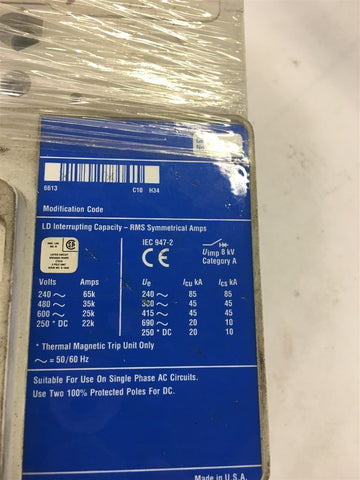 6613 C10 H34
Modification Code
LD Interrupting Capacity – RMS Symmetrical Amps
IEC 947-2
CE
Uimp 8 kV
Category A
Volts Amps
240 ~ 65k
480 ~ 35k
600 ~ 25k
250 * DC 22k
Ue Icu kA Ics kA
240 ~ 85 85
380 ~ 45 45
415 ~ 45 45
690 ~ 20 10
250 * DC 20 10
* Thermal Magnetic Trip Unit Only
~ = 50/60 Hz
Suitable For Use On Single Phase AC Circuits.
Use Two 100% Protected Poles For DC.
Made in U.S.A.